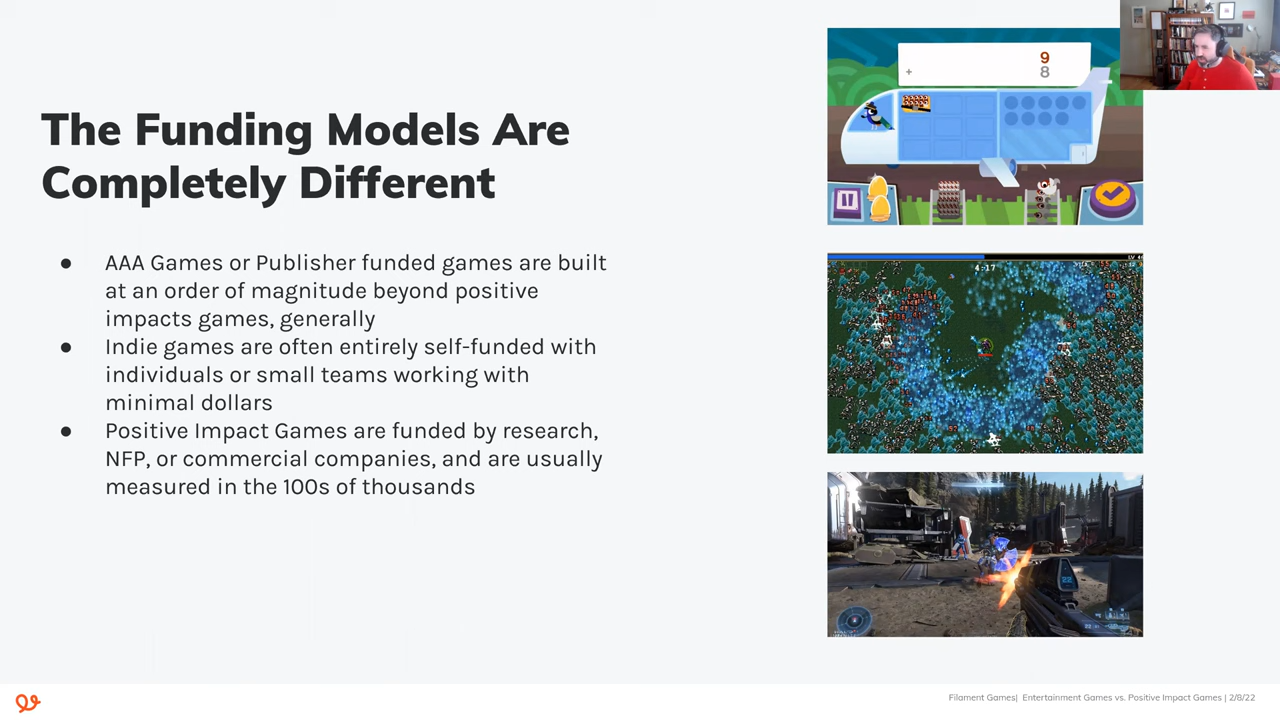 The Funding Models Are
Completely Different
● AAA Games or Publisher funded games are built
at an order of magnitude beyond positive
impacts games, generally
● Indie games are often entirely self-funded with
individuals or small teams working with
minimal dollars
● Positive Impact Games are funded by research,
NFP, or commercial companies, and are usually
measured in the 100s of thousands
9
+ 8
4:17
22
Filament Games| Entertainment Games vs. Positive Impact Games | 2/8/22